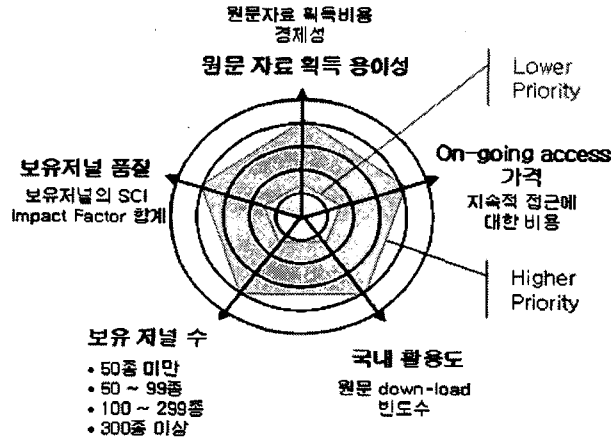 원문자료 획득비용
경제성
원문 자료 획득 용이성
Lower
Priority
보유저널 품질
보유저널의 SCI
Impact Factor 합계
On-going access
가격
지속적 접근에
대한 비용
Higher
Priority
보유 저널 수
• 50종 미만
• 50 ~ 99종
• 100 ~ 299종
• 300종 이상
국내 활용도
원문 down-load
빈도수